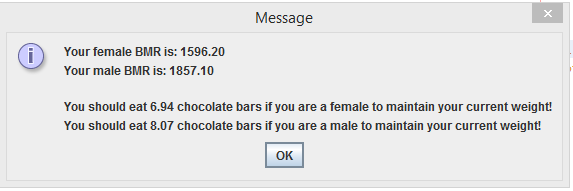 Message
Your female BMR is: 1596.20
Your male BMR is: 1857.10
You should eat 6.94 chocolate bars if you are a female to maintain your current weight!
You should eat 8.07 chocolate bars if you are a male to maintain your current weight!
OK